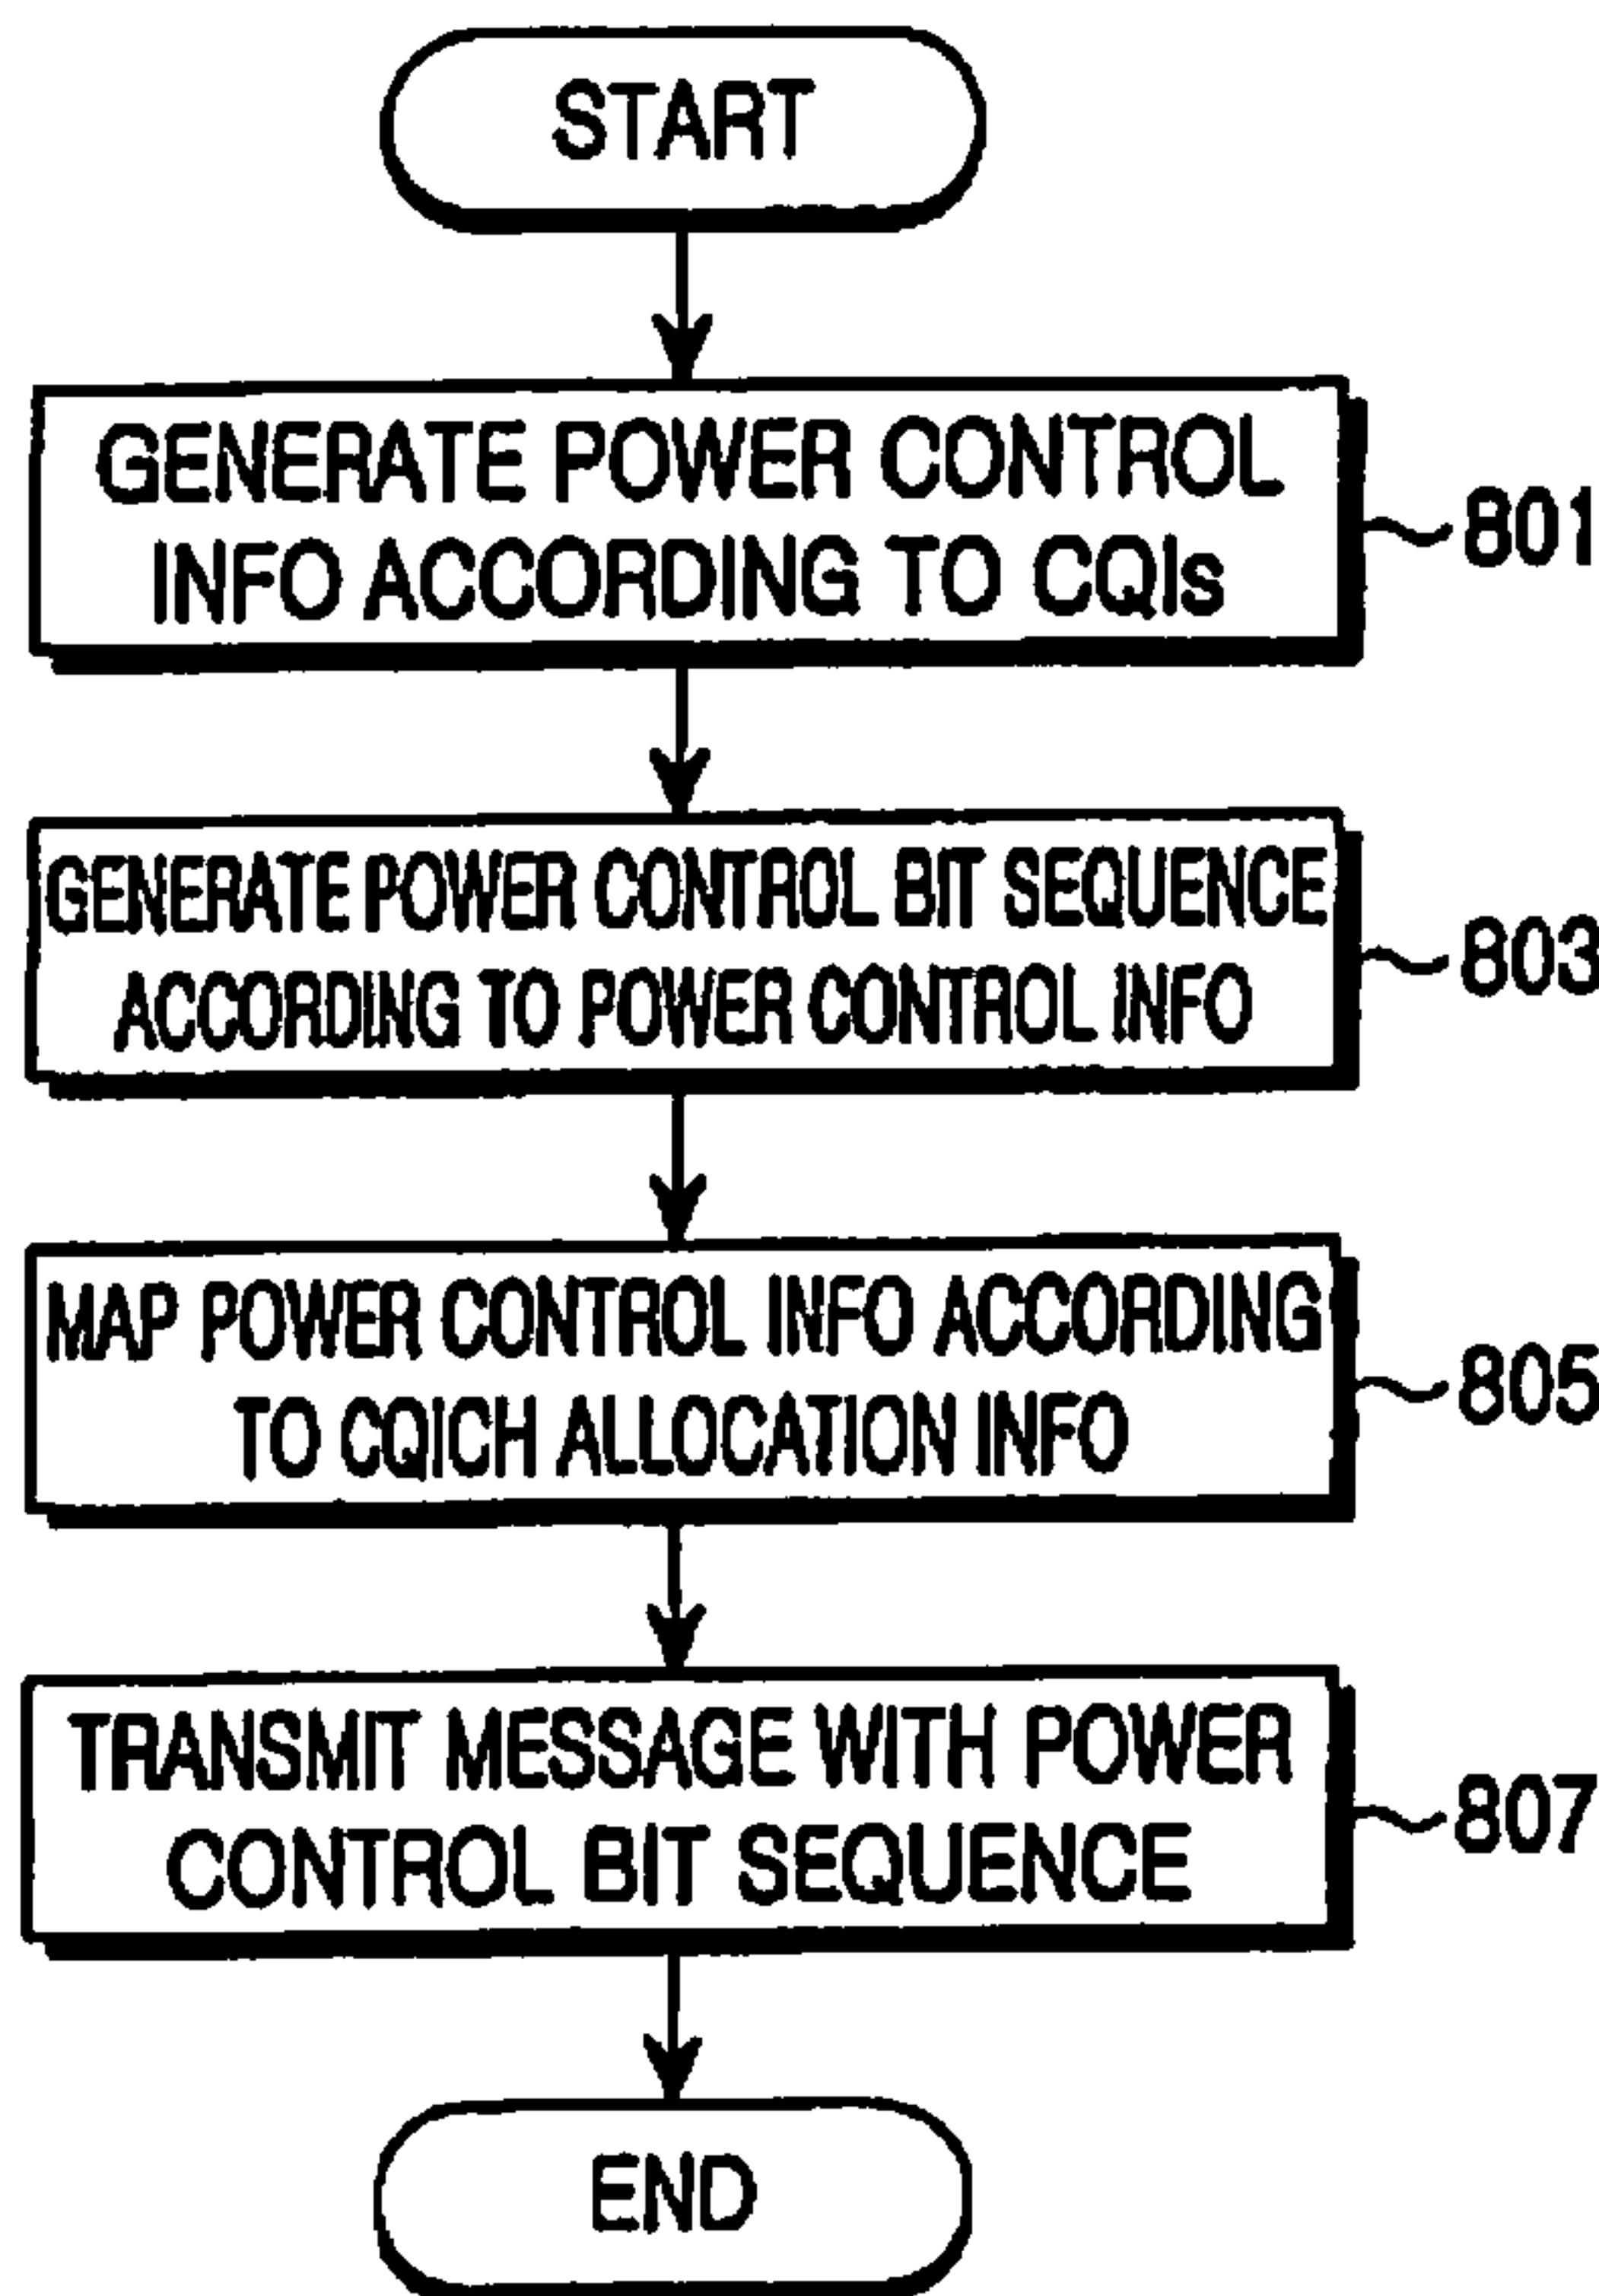 START
GENERATE POWER CONTROL
INFO ACCORDING TO CQIs
801
GENERATE POWER CONTROL BIT SEQUENCE
ACCORDING TO POWER CONTROL INFO
803
MAP POWER CONTROL INFO ACCORDING
TO CQICH ALLOCATION INFO
805
TRANSMIT MESSAGE WITH POWER
CONTROL BIT SEQUENCE
807
END